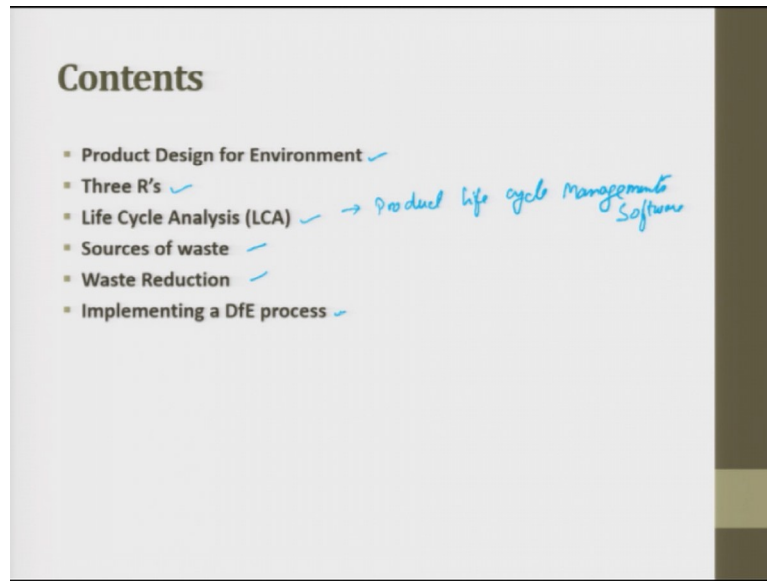 Contents
▪ Product Design for Environment
▪ Three R's
▪ Life Cycle Analysis (LCA) → Product life cycle Managements
Software
▪ Sources of waste
▪ Waste Reduction
▪ Implementing a DfE process